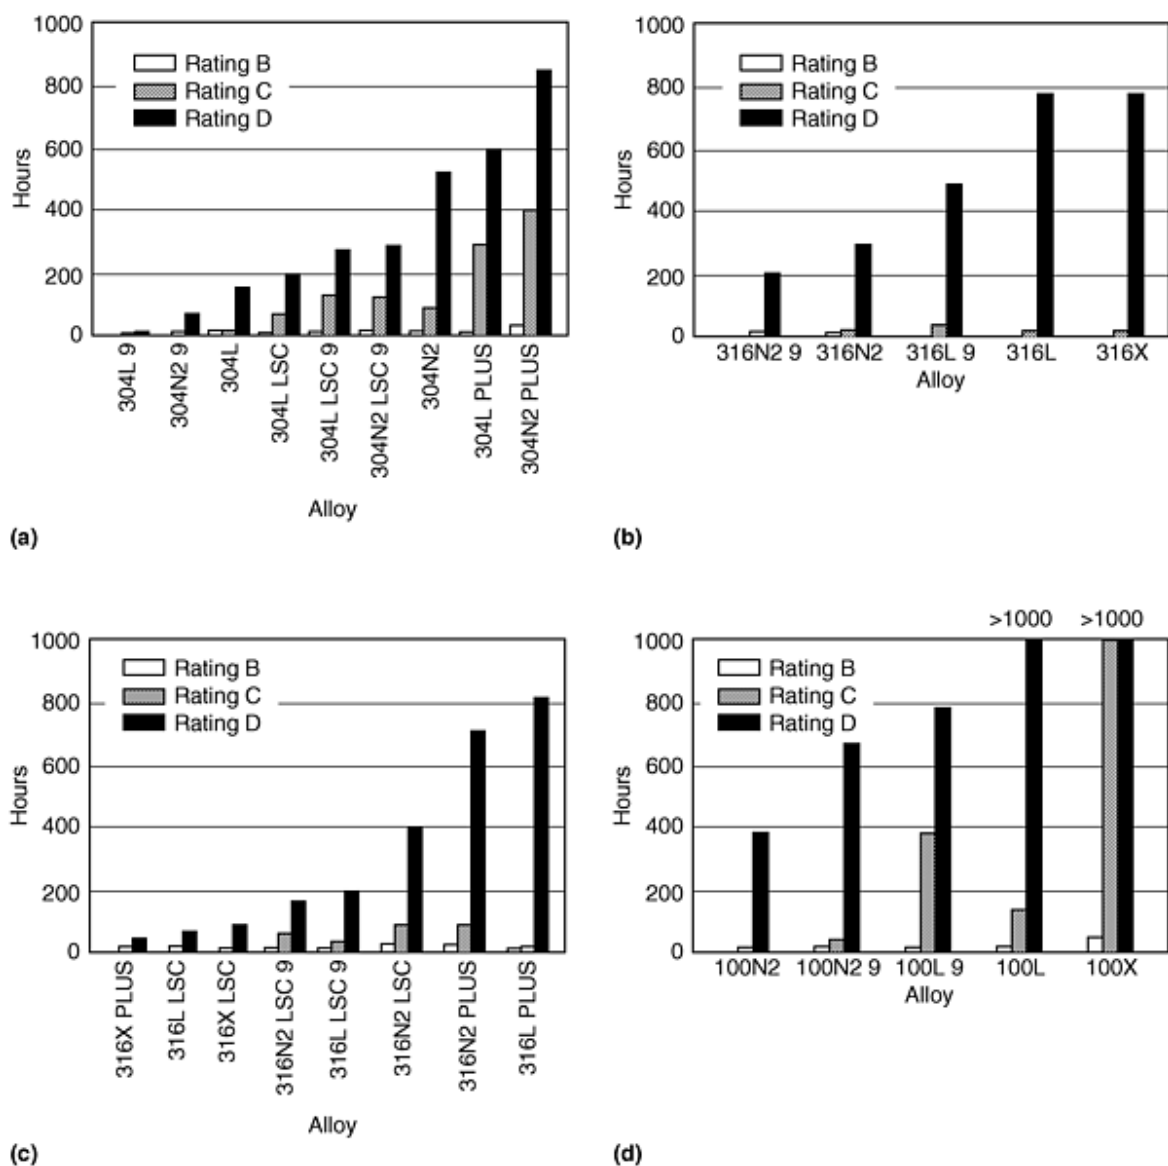 1000
800
600
400
200
0
Hours
Rating B
Rating C
Rating D
304L 9
304N2 9
304L
304L LSC
304L LSC 9
304N2 LSC 9
304N2
304L PLUS
304N2 PLUS
Alloy
(a)
1000
800
600
400
200
0
Hours
Rating B
Rating C
Rating D
316N2 9 316N2 316L 9 316L 316X
Alloy
(b)
1000
800
600
400
200
0
Hours
Rating B
Rating C
Rating D
316X PLUS
316L LSC
316X LSC
316N2 LSC 9
316L LSC 9
316N2 LSC
316N2 PLUS
316L PLUS
Alloy
(c)
>1000 >1000
1000
800
600
400
200
0
Hours
Rating B
Rating C
Rating D
100N2 100N2 9 100L 9 100L 100X
Alloy
(d)